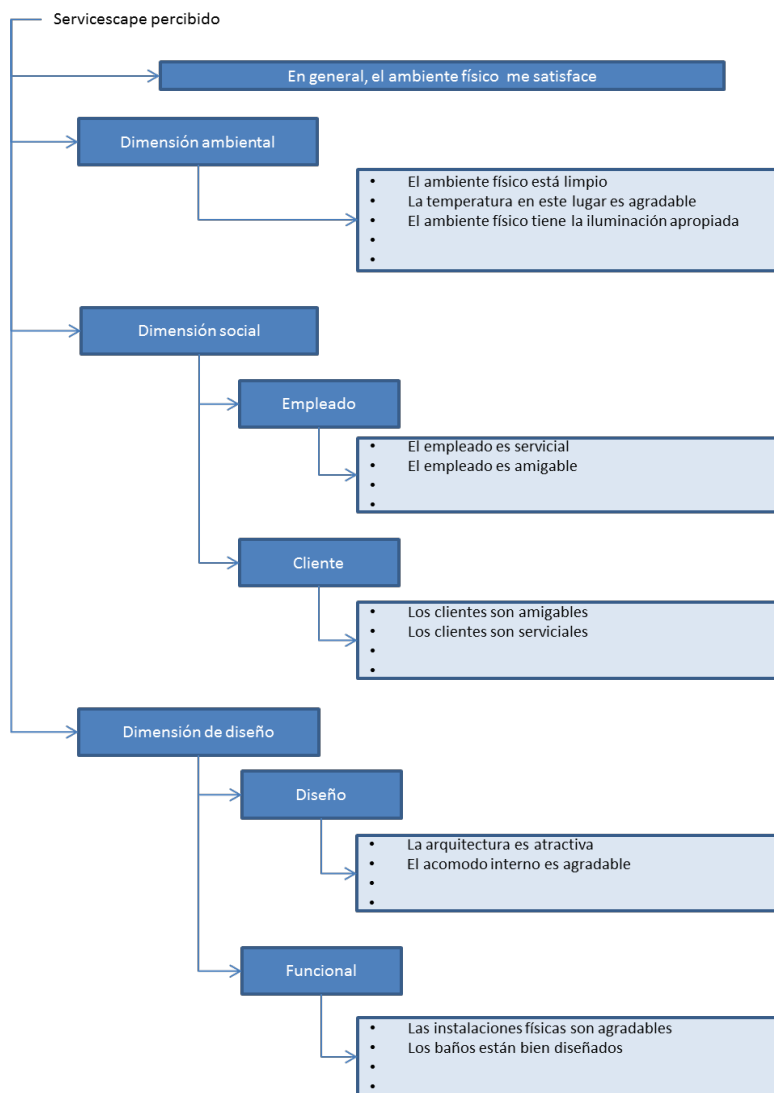 Servicescape percibido
En general, el ambiente físico me satisface
Dimensión ambiental
• El ambiente físico está limpio
• La temperatura en este lugar es agradable
• El ambiente físico tiene la iluminación apropiada
•
•
Dimensión social
Empleado
• El empleado es servicial
• El empleado es amigable
•
•
Cliente
• Los clientes son amigables
• Los clientes son serviciales
•
•
Dimensión de diseño
Diseño
• La arquitectura es atractiva
• El acomodo interno es agradable
•
•
Funcional
• Las instalaciones físicas son agradables
• Los baños están bien diseñados
•
•